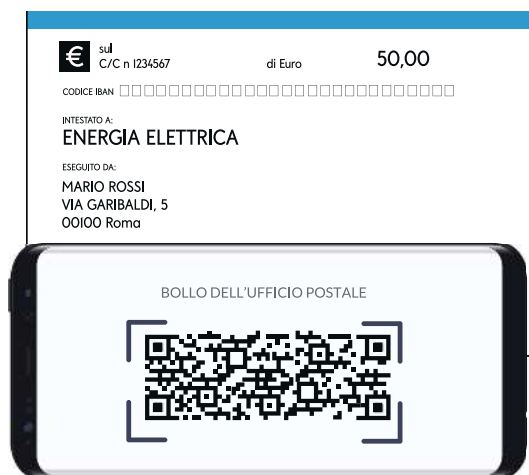 € sul
C/C n 1234567 di Euro 50,00
CODICE IBAN
INTESTATO A:
ENERGIA ELETTRICA
ESEGUITO DA:
MARIO ROSSI
VIA GARIBALDI, 5
00100 Roma
BOLLO DELL'UFFICIO POSTALE